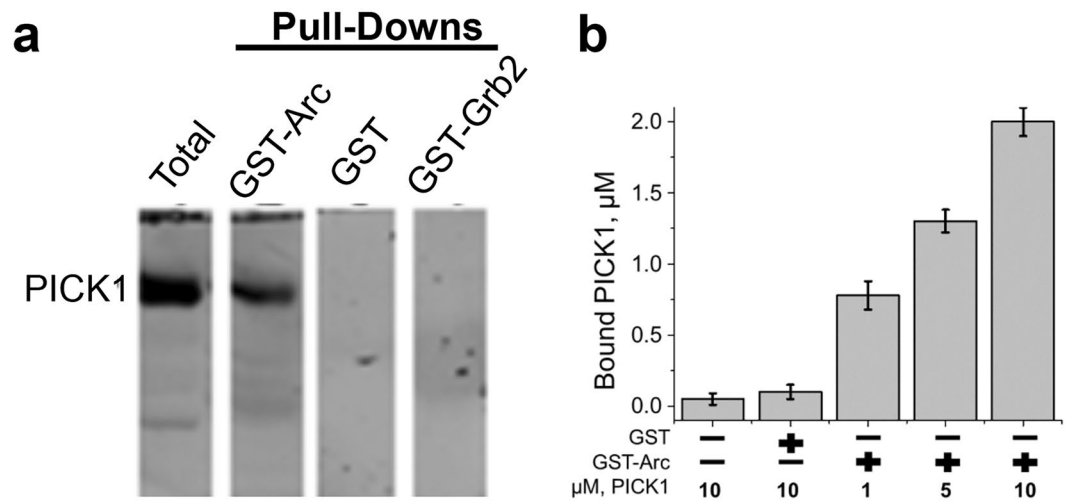 a
Pull-Downs
Total
GST-Arc
GST
GST-Grb2
PICK1
b
Bound PICK1, µM
2.0
1.5
1.0
0.5
0.0
GST − + − − −
GST-Arc − − + + +
µM, PICK1 10 10 1 5 10